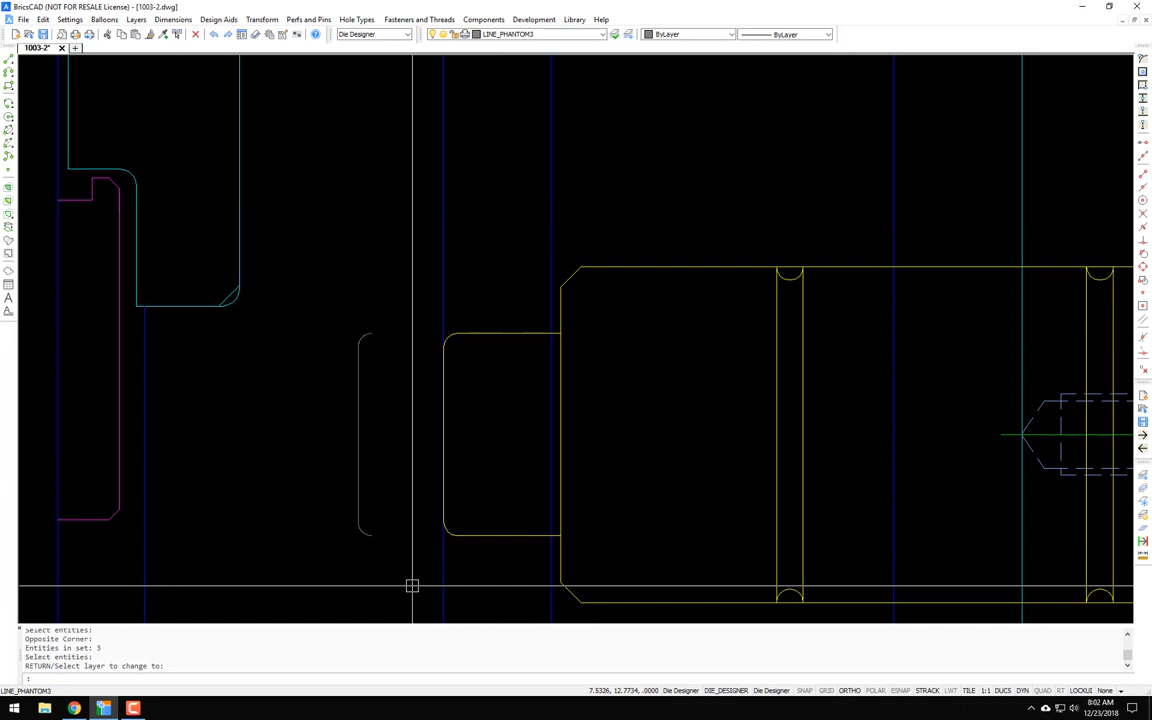 BricsCAD (NOT FOR RESALE License) - [1003-2.dwg]
File Edit Settings Balloons Layers Dimensions Design Aids Transform Perfs and Pins Hole Types Fasteners and Threads Components Development Library Help
Die Designer LINE_PHANTOM3 ByLayer ByLayer
1003-2*
Select entities:
Opposite Corner:
Entities in set: 3
Select entities:
RETURN/Select layer to change to:
:
LINE_PHANTOM3 7.5326, 12.7734, .0000 Die Designer DIE_DESIGNER Die Designer SNAP GRID ORTHO POLAR ESNAP STRACK LWT TILE 1:1 DUCS DYN QUAD RT LOCKUI None
8:02 AM
12/23/2018